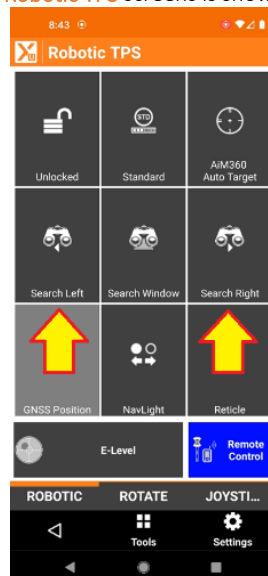 8:43
Robotic TPS
STD
Unlocked
Standard
AiM360
Auto Target
Search Left
Search Window
Search Right
GNSS Position
NavLight
Reticle
E-Level
Remote
Control
ROBOTIC
ROTATE
JOYSTI...
Tools
Settings